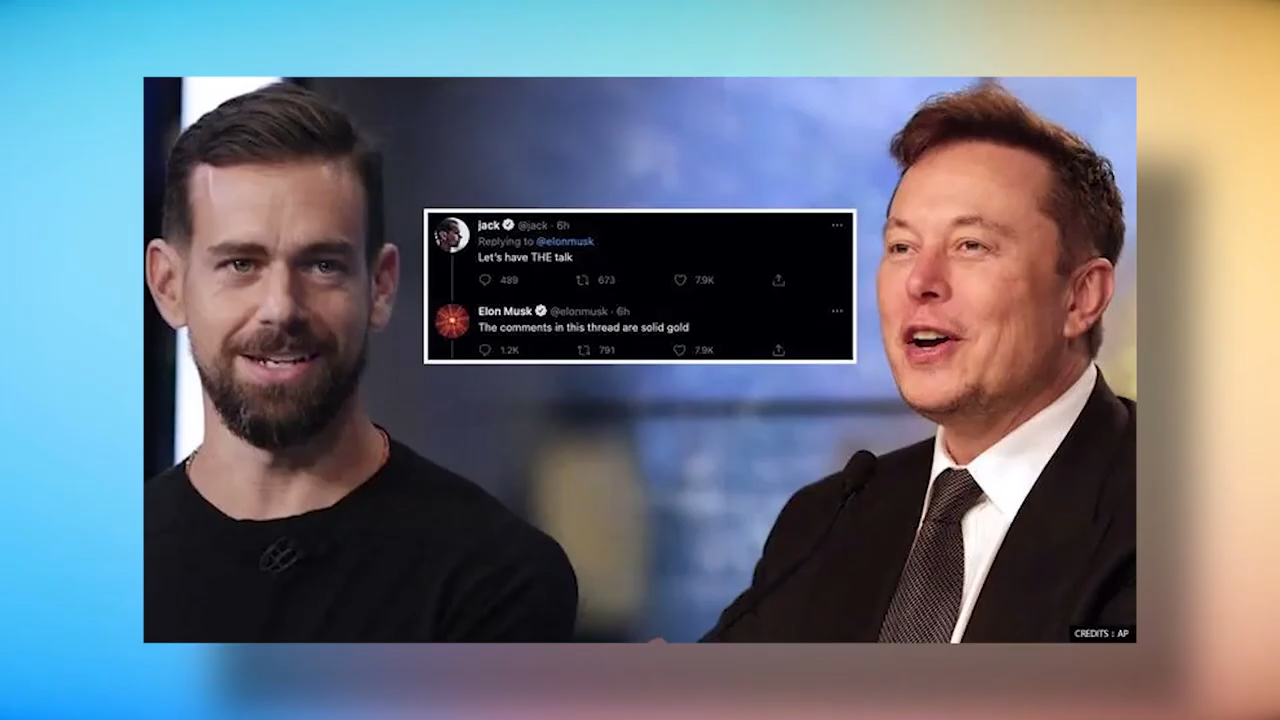 jack @jack · 6h
Replying to @elonmusk
Let's have THE talk
489 673 7.9K
Elon Musk @elonmusk · 6h
The comments in this thread are solid gold
1.2K 791 7.9K
CREDITS : AP